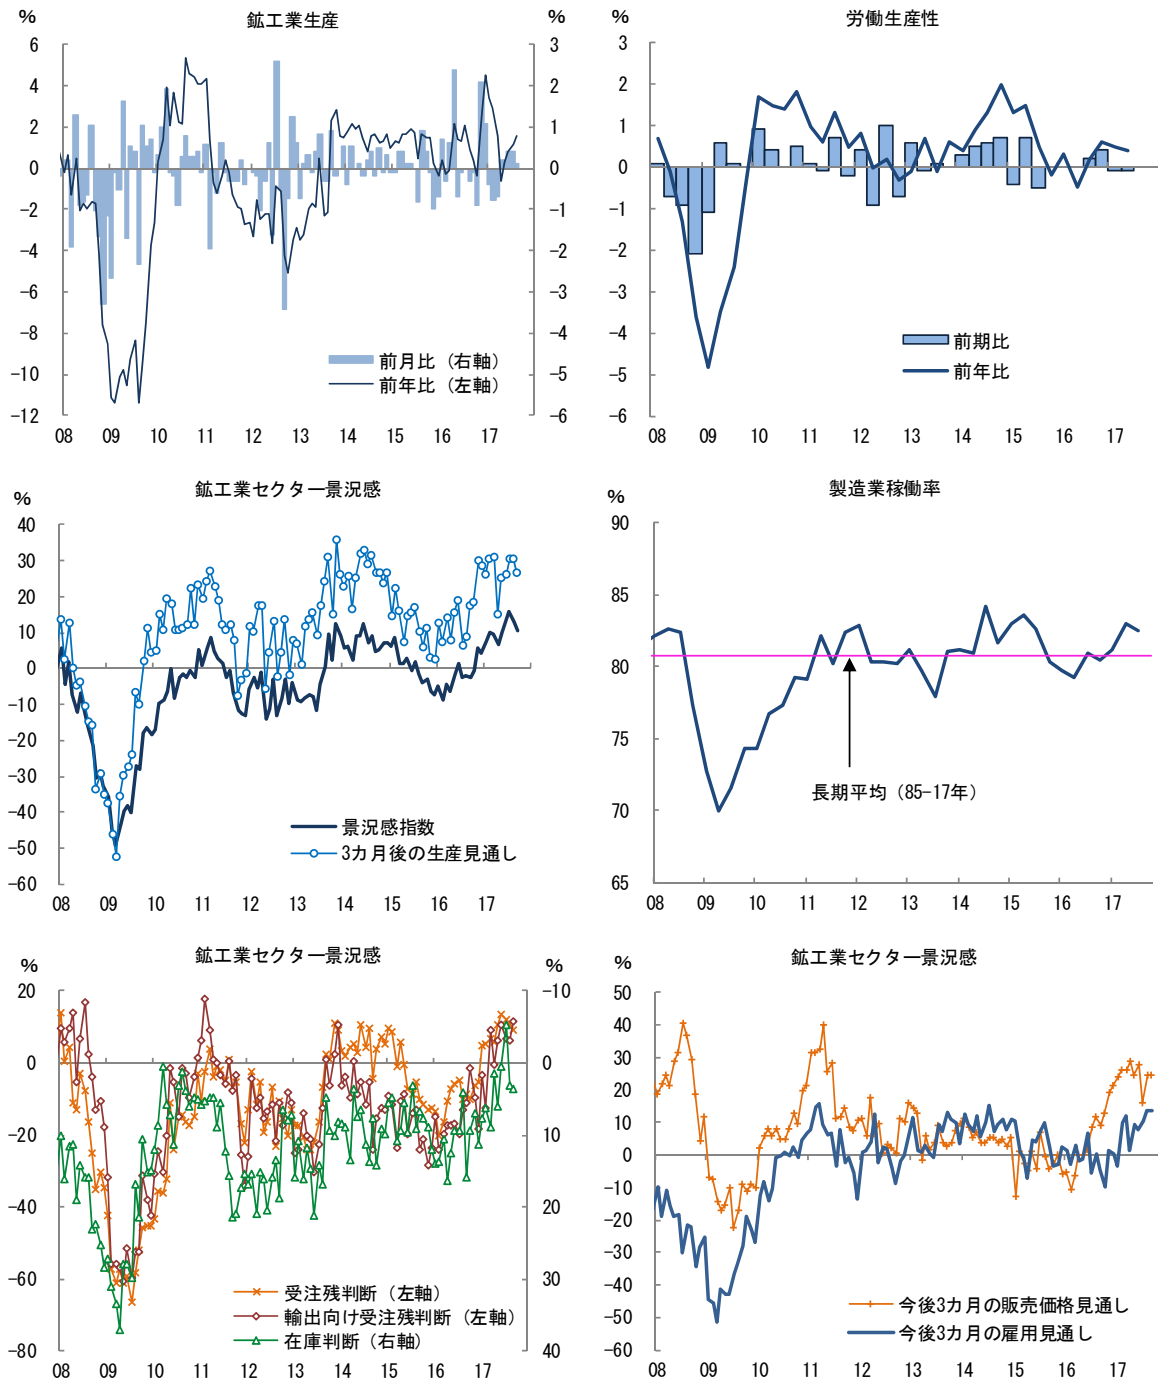 鉱工業生産
% %
6 3
4 2
2 1
0 0
-2 -1
-4 -2
-6 -3
-8 -4
-10 -5
-12 -6
前月比（右軸）
前年比（左軸）
08 09 10 11 12 13 14 15 16 17
労働生産性
%
3
2
1
0
-1
-2
-3
-4
-5
-6
前期比
前年比
08 09 10 11 12 13 14 15 16 17
鉱工業セクター景況感
%
40
30
20
10
0
-10
-20
-30
-40
-50
-60
景況感指数
3カ月後の生産見通し
08 09 10 11 12 13 14 15 16 17
製造業稼働率
%
90
85
80
75
70
65
長期平均（85-17年）
08 09 10 11 12 13 14 15 16 17
鉱工業セクター景況感
% %
20 -10
0 0
-20 10
-40 20
-60 30
-80 40
受注残判断（左軸）
輸出向け受注残判断（左軸）
在庫判断（右軸）
08 09 10 11 12 13 14 15 16 17
鉱工業セクター景況感
%
50
40
30
20
10
0
-10
-20
-30
-40
-50
-60
今後3カ月の販売価格見通し
今後3カ月の雇用見通し
08 09 10 11 12 13 14 15 16 17